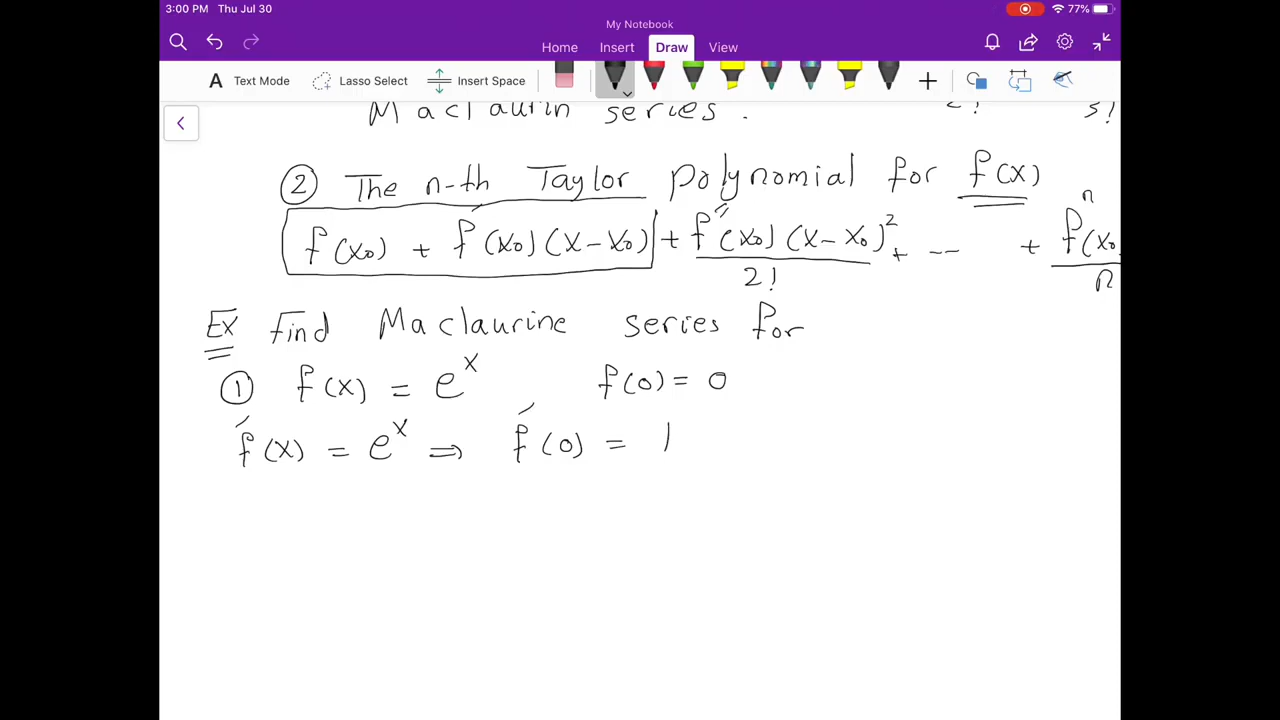 3:00 PM Thu Jul 30
77%
My Notebook
Home Insert Draw View
A Text Mode Lasso Select Insert Space
Maclaurin series. 2! 3!
② The n-th Taylor polynomial for f(x)
f(x₀) + f′(x₀)(x-x₀) + f″(x₀)(x-x₀)²/2! + -- + fⁿ(x₀/n
Ex Find Maclaurine series for
① f(x) = eˣ f(0) = 0
f′(x) = eˣ ⇒ f′(0) = 1